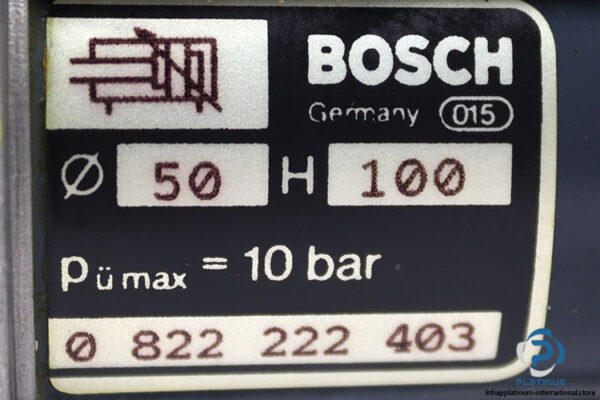 BOSCH
Germany 015
Ø 50 H 100
pü max = 10 bar
0 822 222 403
PLATINUM
info@platinum-international.store